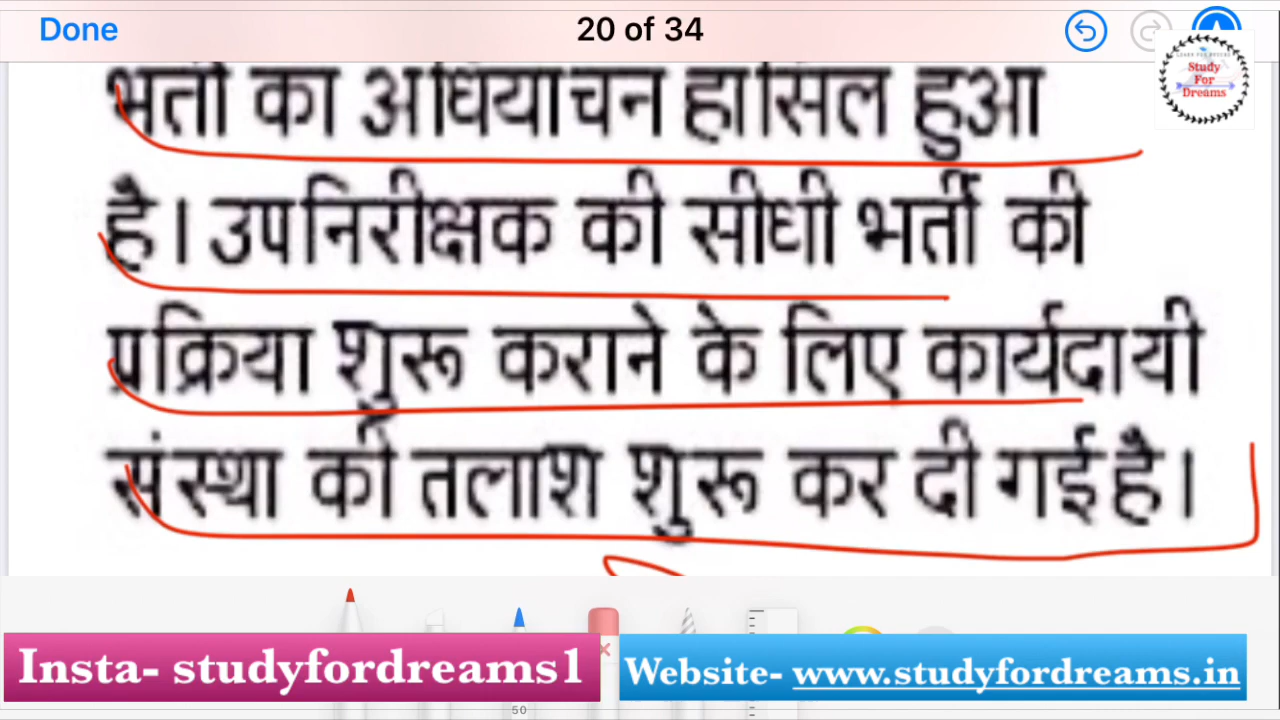 Done
20 of 34
Study
For
Dreams
भर्ती का अधियाचन हासिल हुआ
है। उपनिरीक्षक की सीधी भर्ती की
प्रक्रिया शुरू कराने के लिए कार्यदायी
संस्था की तलाश शुरू कर दी गई है।
Insta- studyfordreams1
Website- www.studyfordreams.in
50